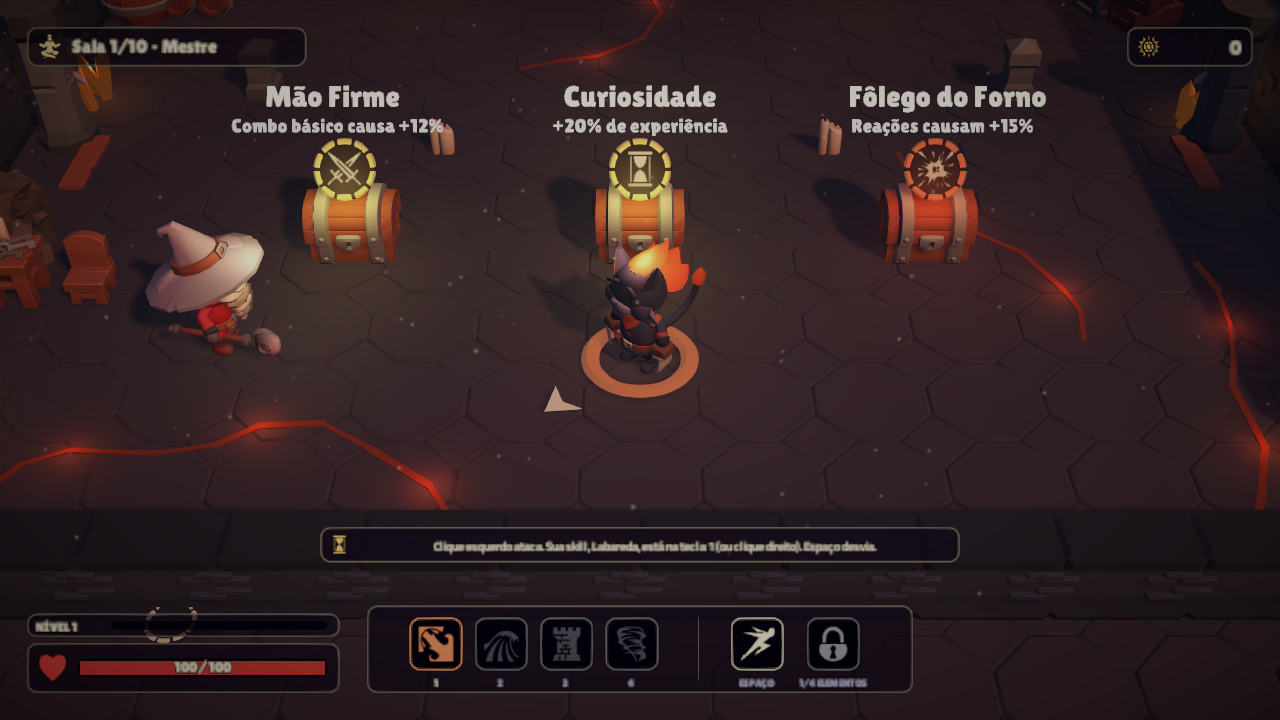 Sala 1/10 - Mestre
0
Mão Firme
Combo básico causa +12%
Curiosidade
+20% de experiência
Fôlego do Forno
Reações causam +15%
Clique esquerdo ataca. Sua skill, Labareda, está na tecla 1 (ou clique direito). Espaço desvia.
NÍVEL 1
100/100
1
2
3
4
ESPAÇO
1/4 ELEMENTOS